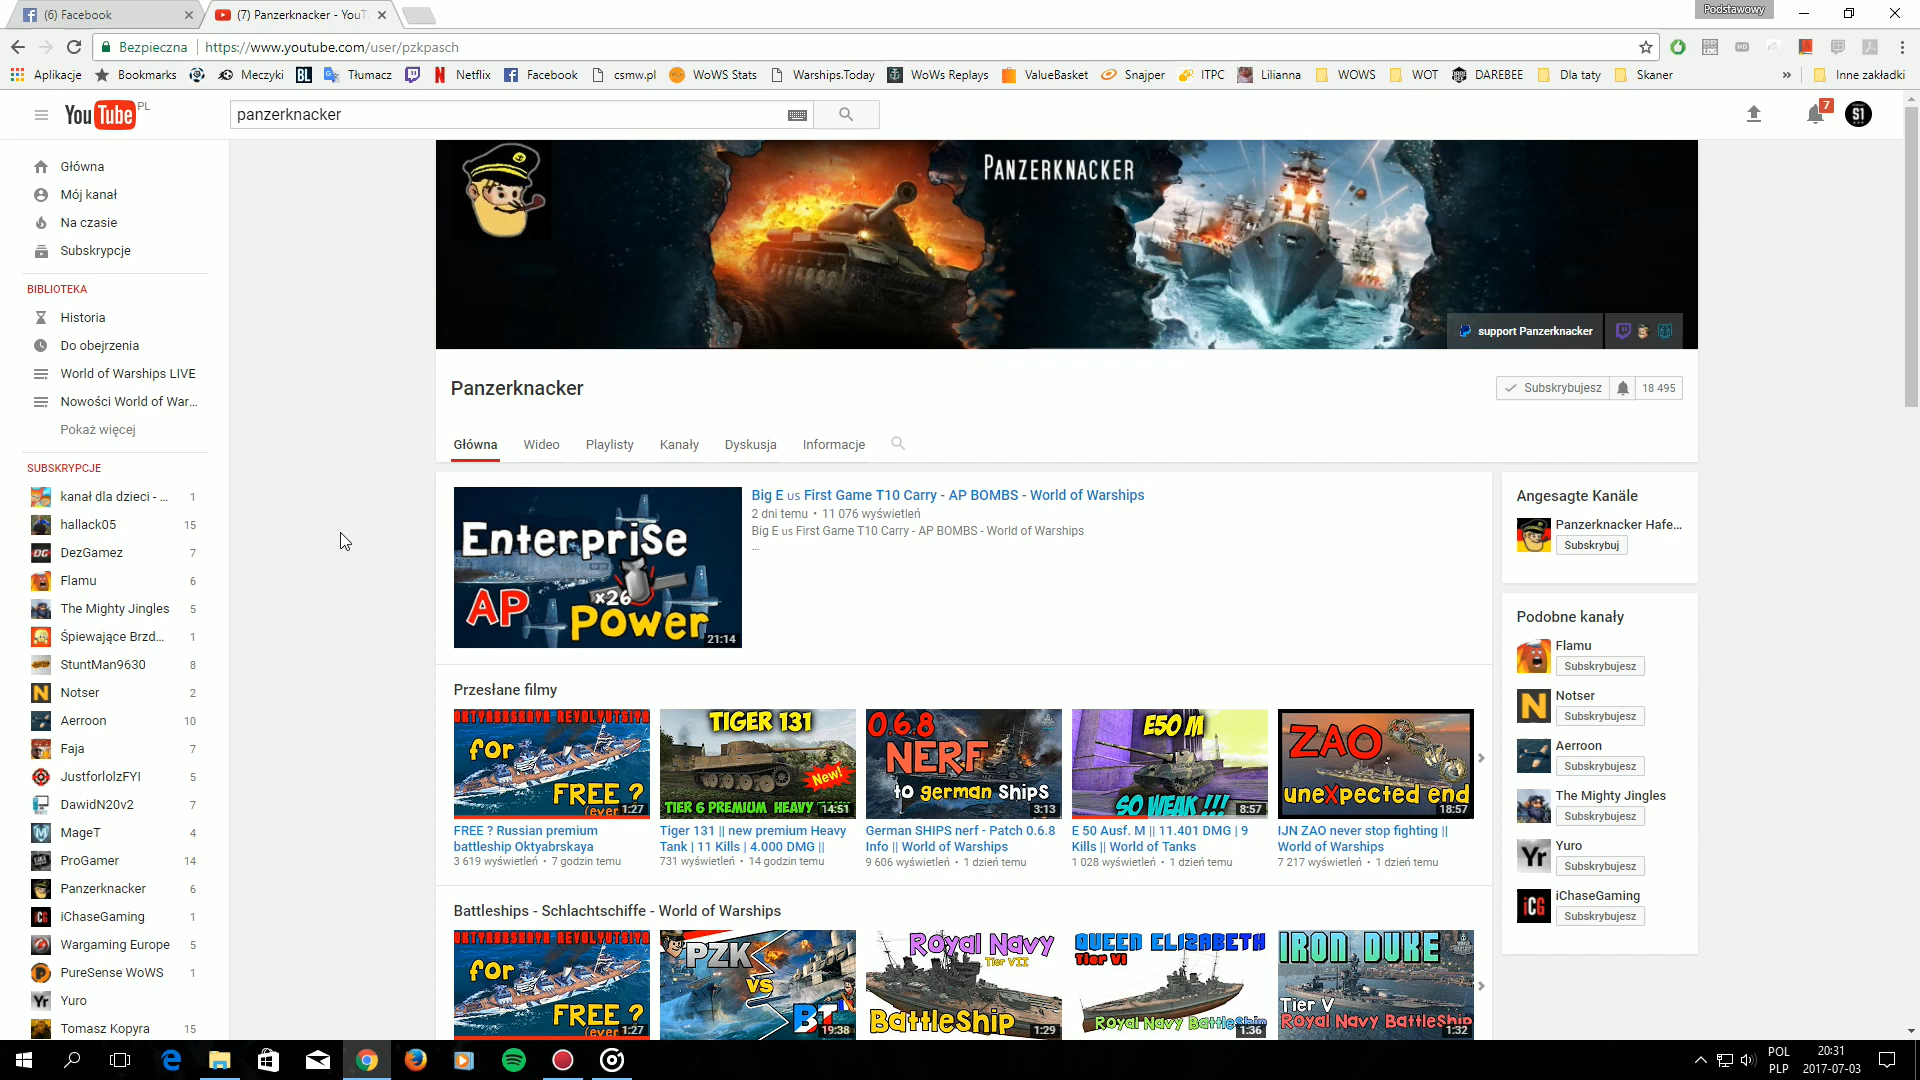 (6) Facebook
(7) Panzerknacker - YouT
Podstawowy
Bezpieczna
https://www.youtube.com/user/pzkpasch
Aplikacje
Bookmarks
Meczyki
BL
Tłumacz
Netflix
Facebook
csmw.pl
WoWS Stats
Warships.Today
WoWs Replays
ValueBasket
Snajper
ITPC
Lilianna
WOWS
WOT
DAREBEE
Dla taty
Skaner
»
Inne zakładki
YouTube PL
panzerknacker
7
S1
Główna
Mój kanał
Na czasie
Subskrypcje
BIBLIOTEKA
Historia
Do obejrzenia
World of Warships LIVE
Nowości World of War...
Pokaż więcej
SUBSKRYPCJE
kanał dla dzieci - ... 1
hallack05 15
DezGamez 7
Flamu 6
The Mighty Jingles 5
Śpiewające Brzd... 1
StuntMan9630 8
Notser 2
Aerroon 10
Faja 7
JustforlolzFYI 5
DawidN20v2 7
MageT 4
ProGamer 14
Panzerknacker 6
iChaseGaming 1
Wargaming Europe 5
PureSense WoWS 1
Yuro
Tomasz Kopyra 15
PANZERKNACKER
support Panzerknacker
Panzerknacker
Subskrybujesz 18 495
Główna
Wideo
Playlisty
Kanały
Dyskusja
Informacje
Enterprise
AP
x26
Power
21:14
Big E us First Game T10 Carry - AP BOMBS - World of Warships
2 dni temu • 11 076 wyświetleń
Big E us First Game T10 Carry - AP BOMBS - World of Warships
...
Przesłane filmy
OKTYABRSKAYA REVOLYUTSIYA
for
FREE ?
(ever
1:27
FREE ? Russian premium
battleship Oktyabrskaya
3 619 wyświetleń • 7 godzin temu
TIGER 131
New!
TIER 6 PREMIUM HEAVY
14:51
Tiger 131 || new premium Heavy
Tank | 11 Kills | 4.000 DMG ||
731 wyświetleń • 14 godzin temu
0.6.8
NERF
to german Ships
3:13
German SHIPS nerf - Patch 0.6.8
Info || World of Warships
9 606 wyświetleń • 1 dzień temu
E50 M
SO WEAK !!!
8:57
E 50 Ausf. M || 11.401 DMG | 9
Kills || World of Tanks
1 028 wyświetleń • 1 dzień temu
ZAO
uneXpected end
18:57
IJN ZAO never stop fighting ||
World of Warships
7 217 wyświetleń • 1 dzień temu
Battleships - Schlachtschiffe - World of Warships
OKTYABRSKAYA REVOLYUTSIYA
for
FREE ?
(ever
1:27
PZK
VS
BT
19:38
Royal Navy
Tier VII
BattleShip
1:29
QUEEN ELIZABETH
Tier VI
Royal Navy BattleShip
1:36
IRON DUKE
Tier V
Royal Navy BattleShip
1:32
Angesagte Kanäle
Panzerknacker Hafe...
Subskrybuj
Podobne kanały
Flamu
Subskrybujesz
N
Notser
Subskrybujesz
Aerroon
Subskrybujesz
The Mighty Jingles
Subskrybujesz
Yr
Yuro
Subskrybujesz
iCG
iChaseGaming
Subskrybujesz
POL
PLP
20:31
2017-07-03